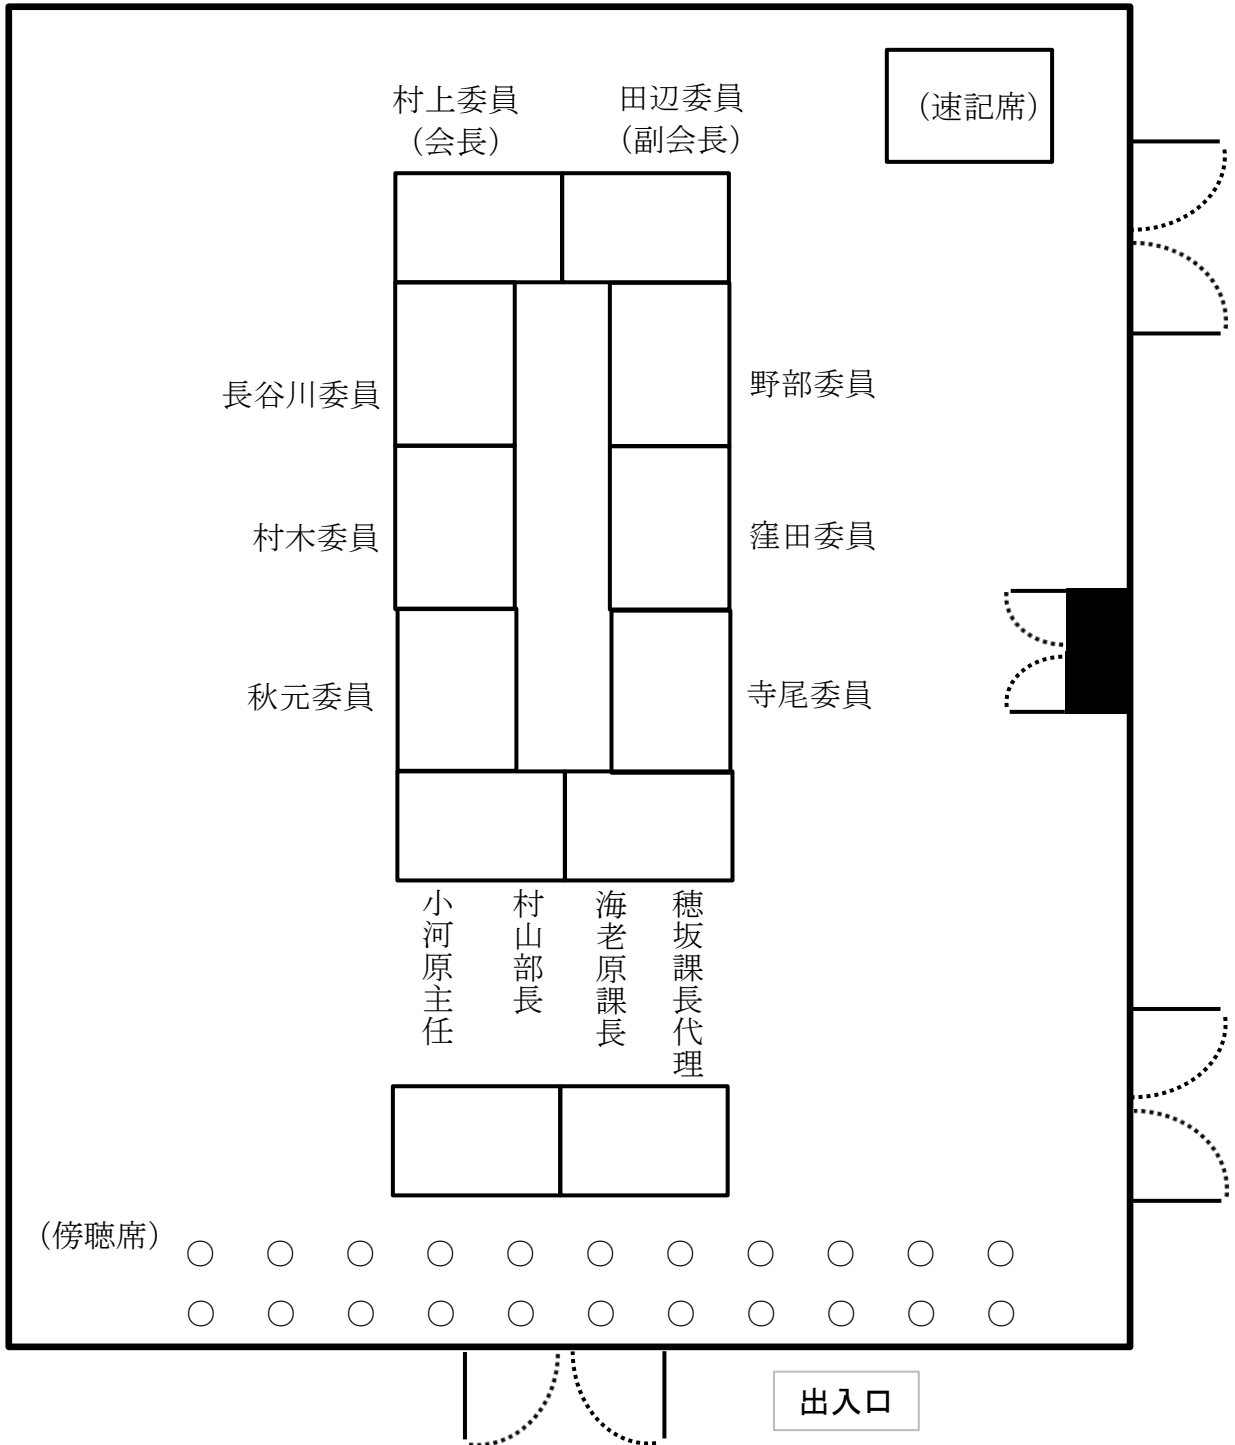 村上委員
(会長)
田辺委員
(副会長)
(速記席)
長谷川委員
野部委員
村木委員
窪田委員
秋元委員
寺尾委員
小河原主任
村山部長
海老原課長
穂坂課長代理
(傍聴席)
○ ○ ○ ○ ○ ○ ○ ○ ○ ○ ○
○ ○ ○ ○ ○ ○ ○ ○ ○ ○ ○
出入口